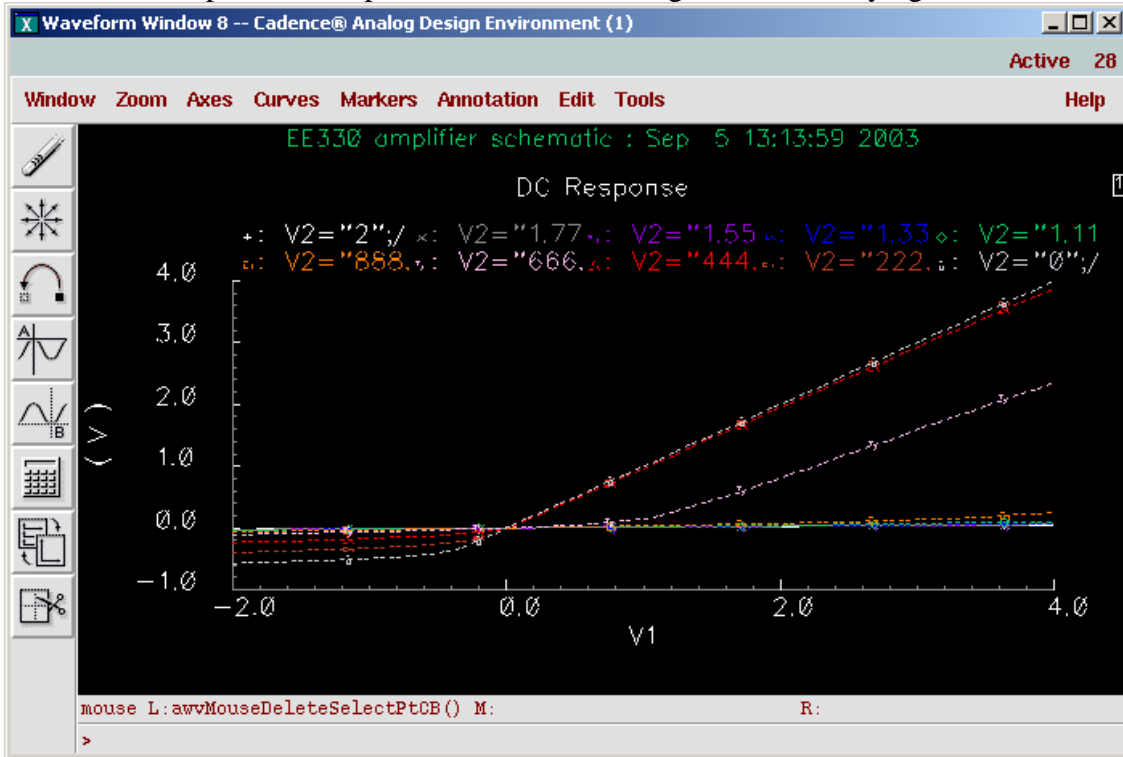 Waveform Window 8 -- Cadence® Analog Design Environment (1)
Active 28
Window Zoom Axes Curves Markers Annotation Edit Tools Help
EE330 amplifier schematic : Sep 5 13:13:59 2003
DC Response
1
V2="2";/ V2="1.77 V2="1.55 V2="1.33 V2="1.11
V2="888. V2="666. V2="444. V2="222. V2="0";/
4.0
3.0
2.0
(V)
1.0
0.0
-1.0
-2.0 0.0 2.0 4.0
V1
A
B
mouse L:awvMouseDeleteSelectPtCB() M: R:
>